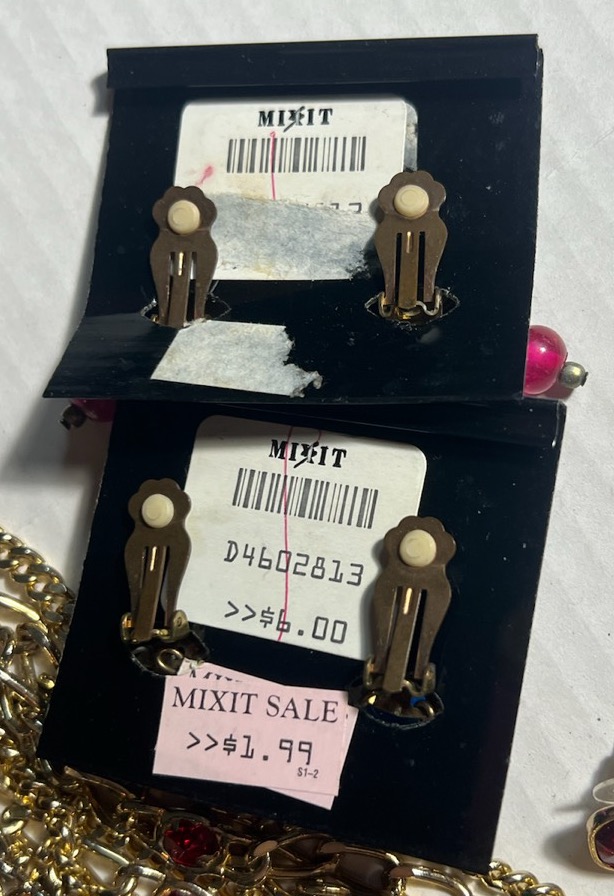 MIXIT
MIXIT
D4602813
>>$6.00
MIXIT SALE
>>$1.99
S1-2